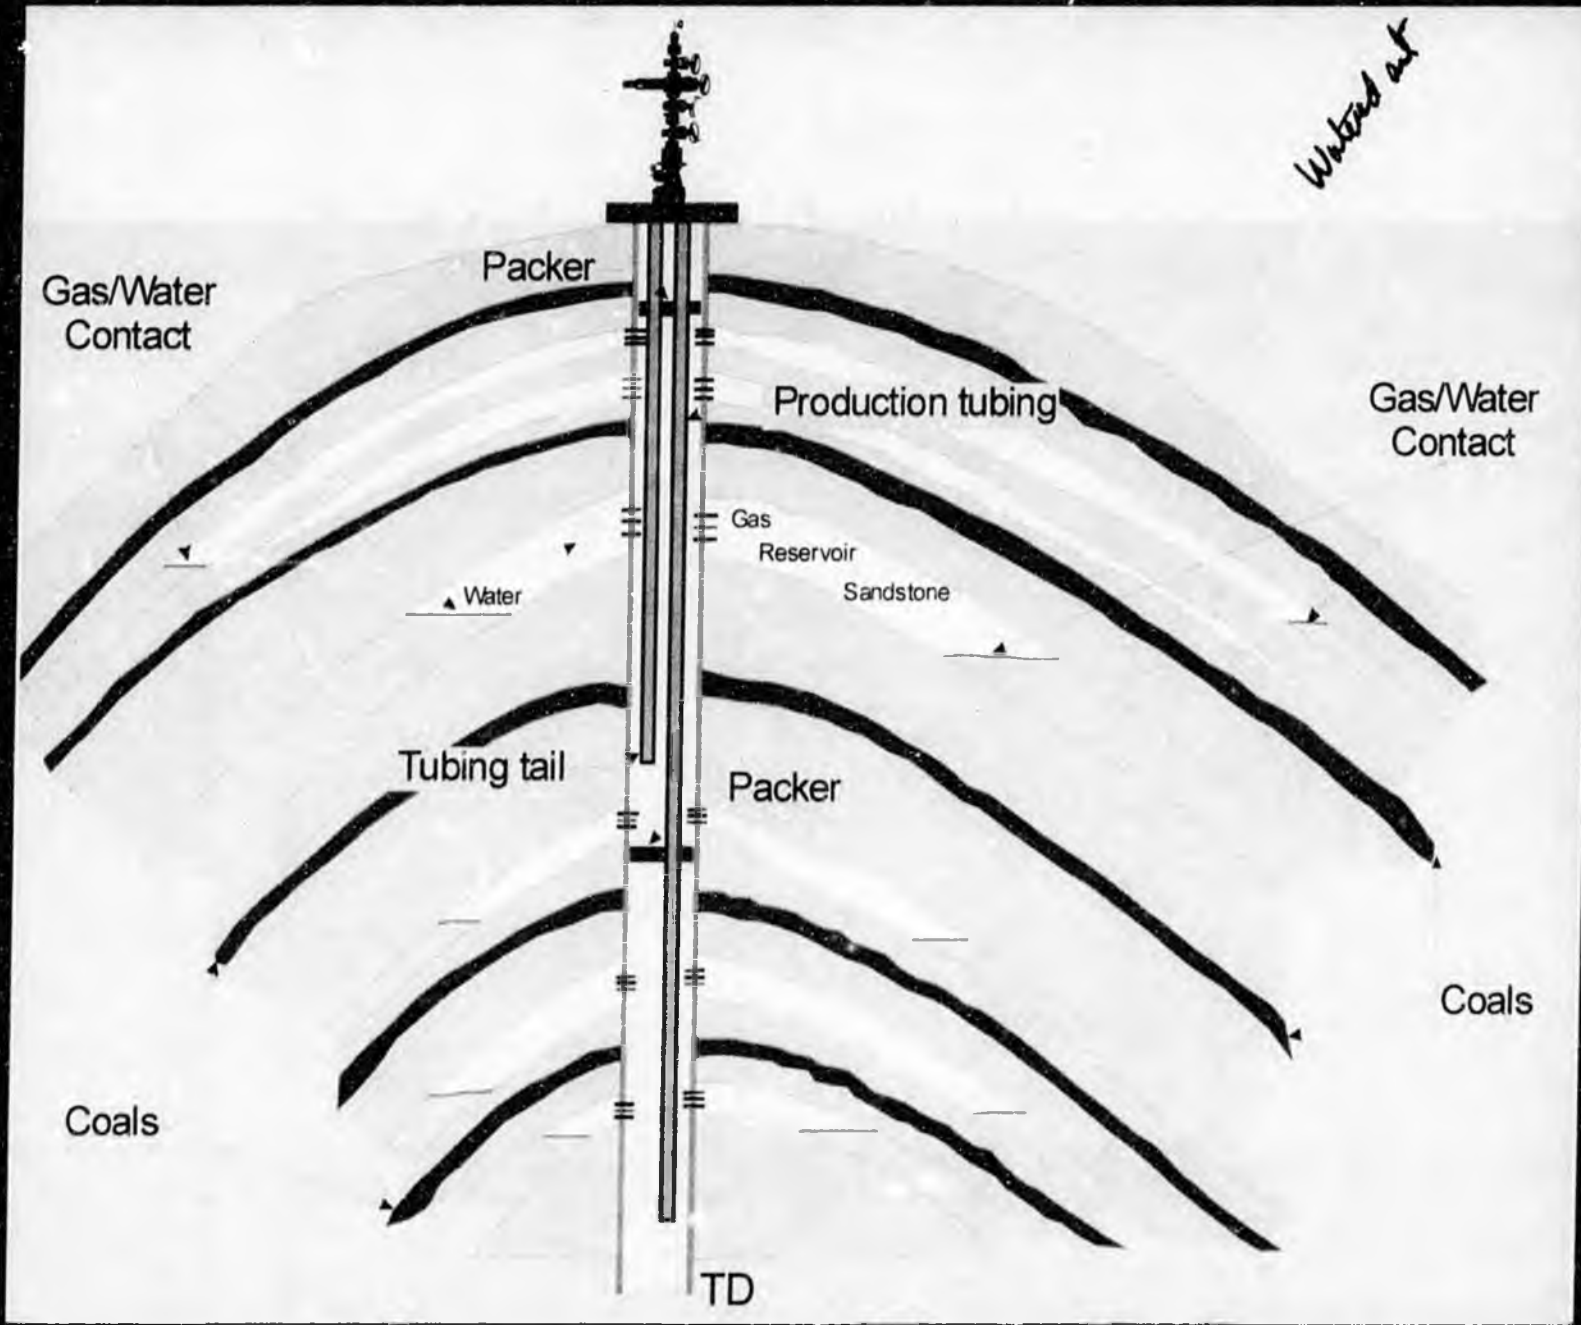 Watered out
Packer
Gas/Water
Contact
Production tubing
Gas/Water
Contact
Gas
Reservoir
Sandstone
Water
Tubing tail
Packer
Coals
Coals
TD